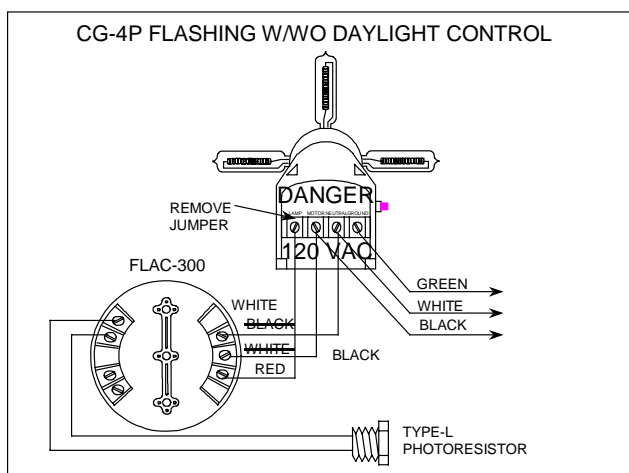 CG-4P FLASHING W/WO DAYLIGHT CONTROL
DANGER
LAMP MOTOR NEUTRAL GROUND
REMOVE
JUMPER
120 VAC
FLAC-300
GREEN
WHITE
BLACK
WHITE
BLACK
WHITE
BLACK
RED
TYPE-L
PHOTORESISTOR